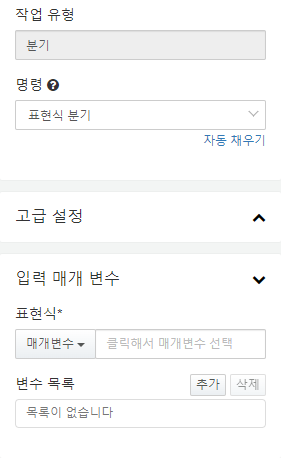 작업 유형
분기
명령
표현식 분기
자동 채우기
고급 설정
입력 매개 변수
표현식*
매개변수 클릭해서 매개변수 선택
변수 목록 추가 삭제
목록이 없습니다